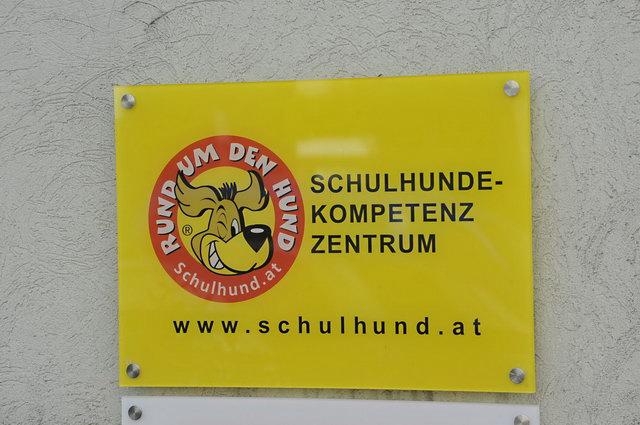 RUND UM DEN HUND
®
Schulhund.at
SCHULHUNDE-
KOMPETENZ
ZENTRUM
www.schulhund.at